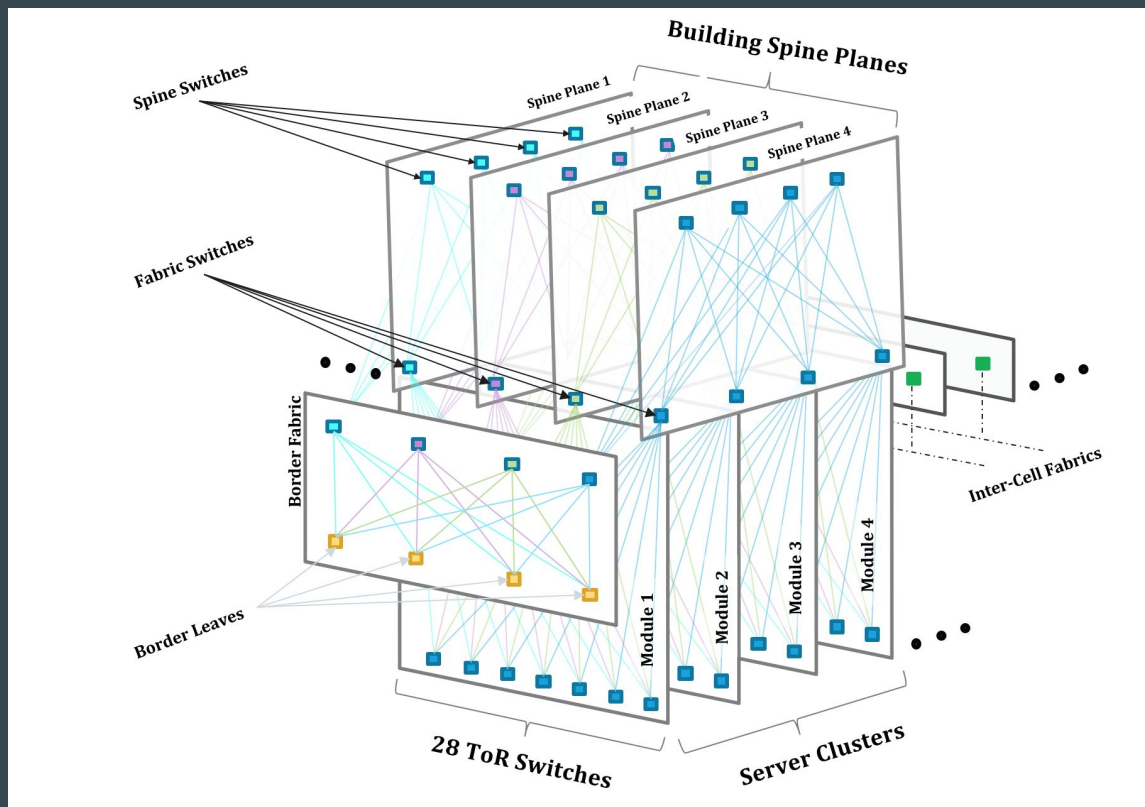 Building Spine Planes
Spine Switches
Spine Plane 1
Spine Plane 2
Spine Plane 3
Spine Plane 4
Fabric Switches
Border Fabric
Inter-Cell Fabrics
Border Leaves
Module 1
Module 2
Module 3
Module 4
28 ToR Switches
Server Clusters